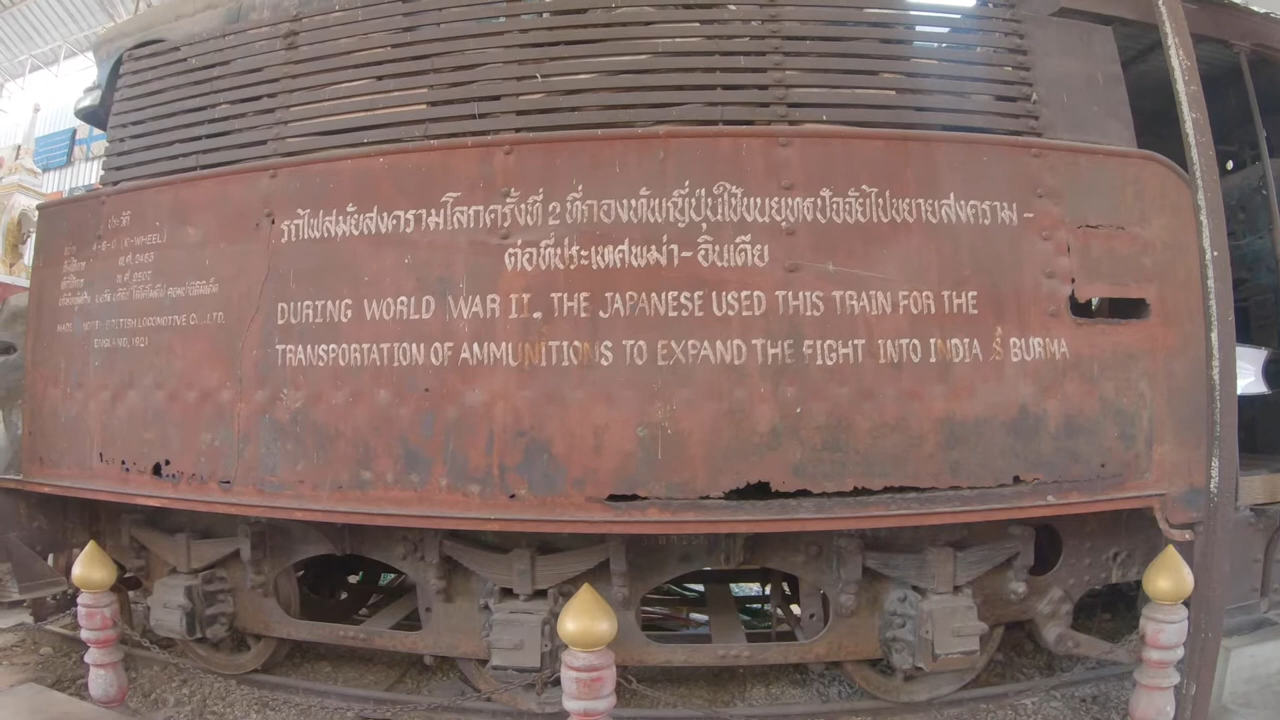 ประวัติ
4-6-0 (K-WHEEL)
พ.ศ. 2507
NORTH BRITISH LOCOMOTIVE CO., LTD.
ENGLAND, 1921
รถไฟสมัยสงครามโลกครั้งที่ 2 ที่กองทัพญี่ปุ่นใช้ขนยุทธปัจจัยไปขยายสงคราม -
ต่อที่ประเทศพม่า - อินเดีย
DURING WORLD WAR II. THE JAPANESE USED THIS TRAIN FOR THE
TRANSPORTATION OF AMMUNITIONS TO EXPAND THE FIGHT INTO INDIA & BURMA